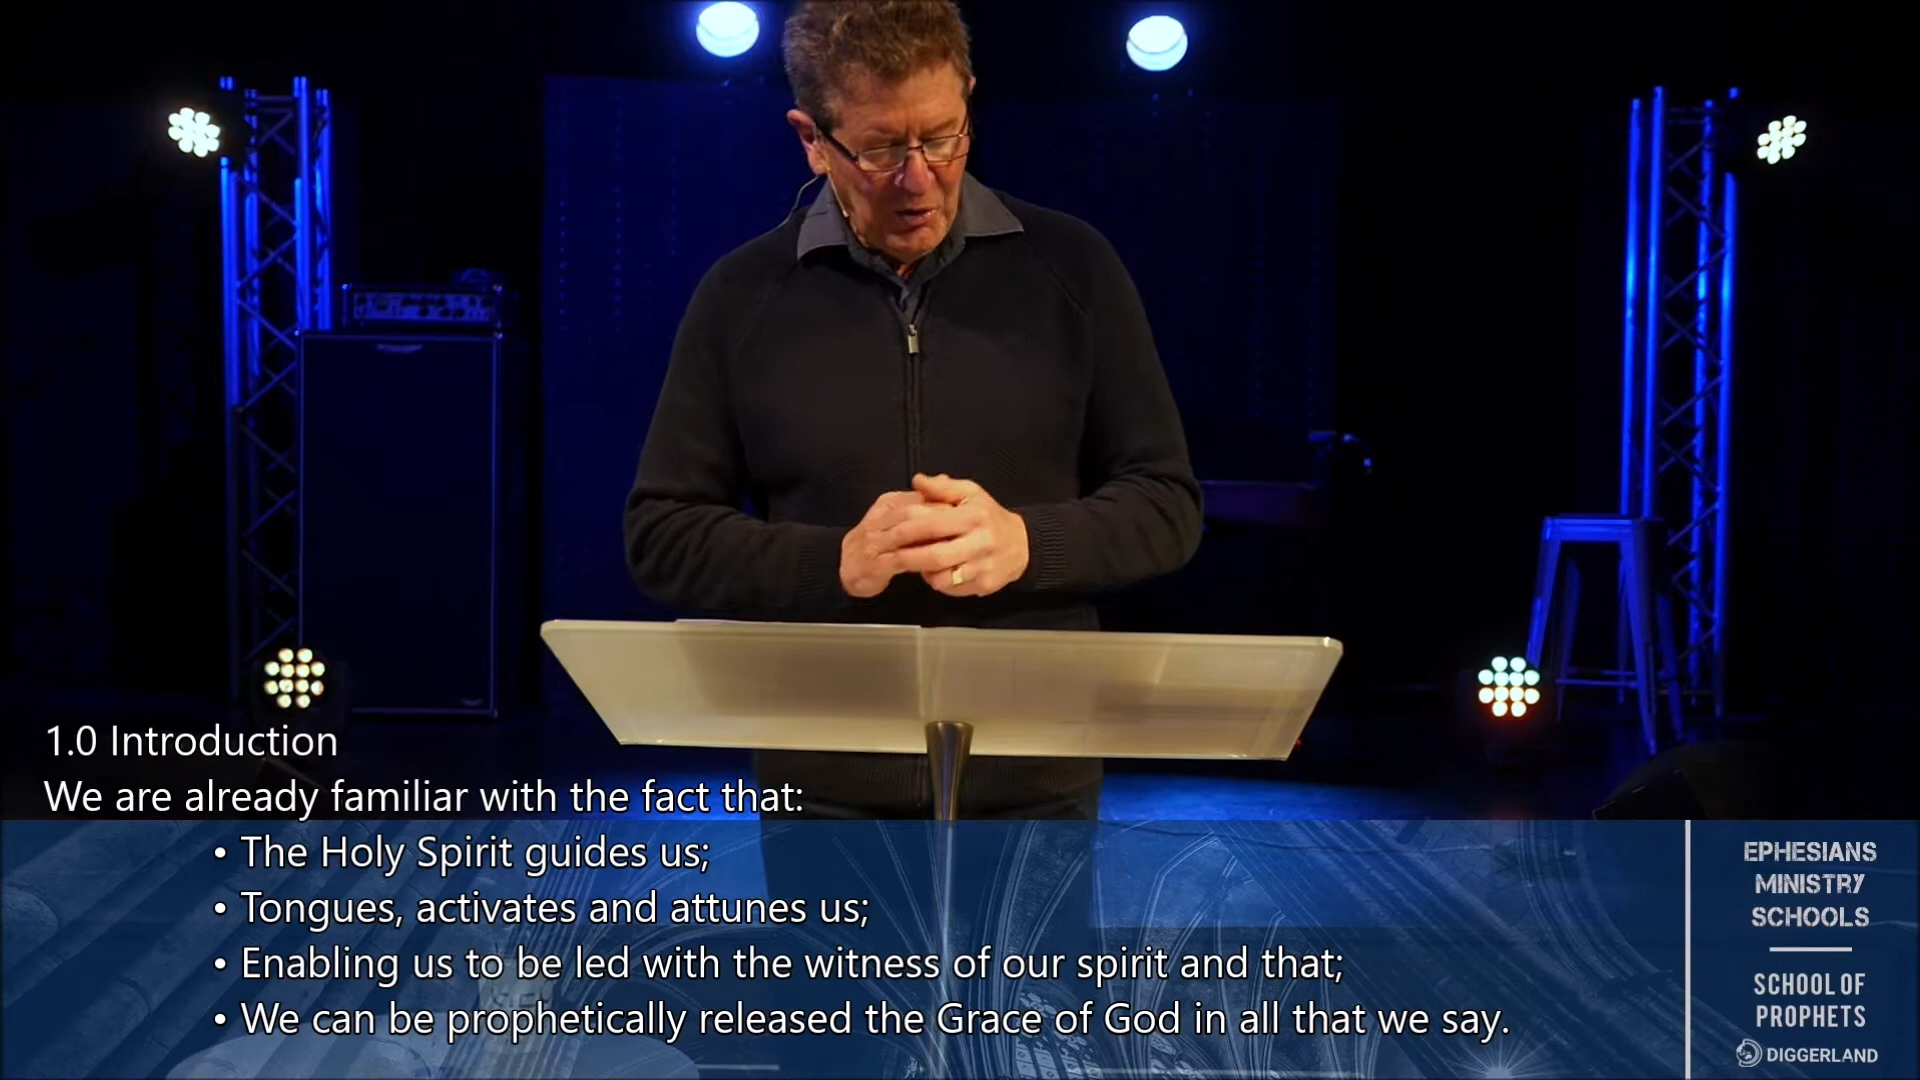 1.0 Introduction
We are already familiar with the fact that:
• The Holy Spirit guides us;
• Tongues, activates and attunes us;
• Enabling us to be led with the witness of our spirit and that;
• We can be prophetically released the Grace of God in all that we say.
EPHESIANS
MINISTRY
SCHOOLS
SCHOOL OF
PROPHETS
DIGGERLAND